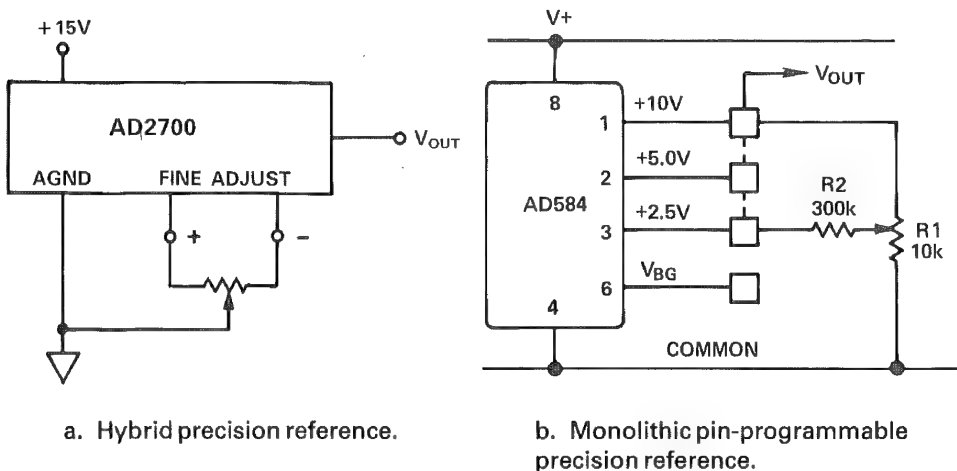 +15V
AD2700
VOUT
AGND
FINE ADJUST
+
-
a. Hybrid precision reference.
V+
VOUT
8
+10V
1
+5.0V
2
AD584
+2.5V
3
R2
300k
R1
10k
VBG
6
4
COMMON
b. Monolithic pin-programmable
precision reference.